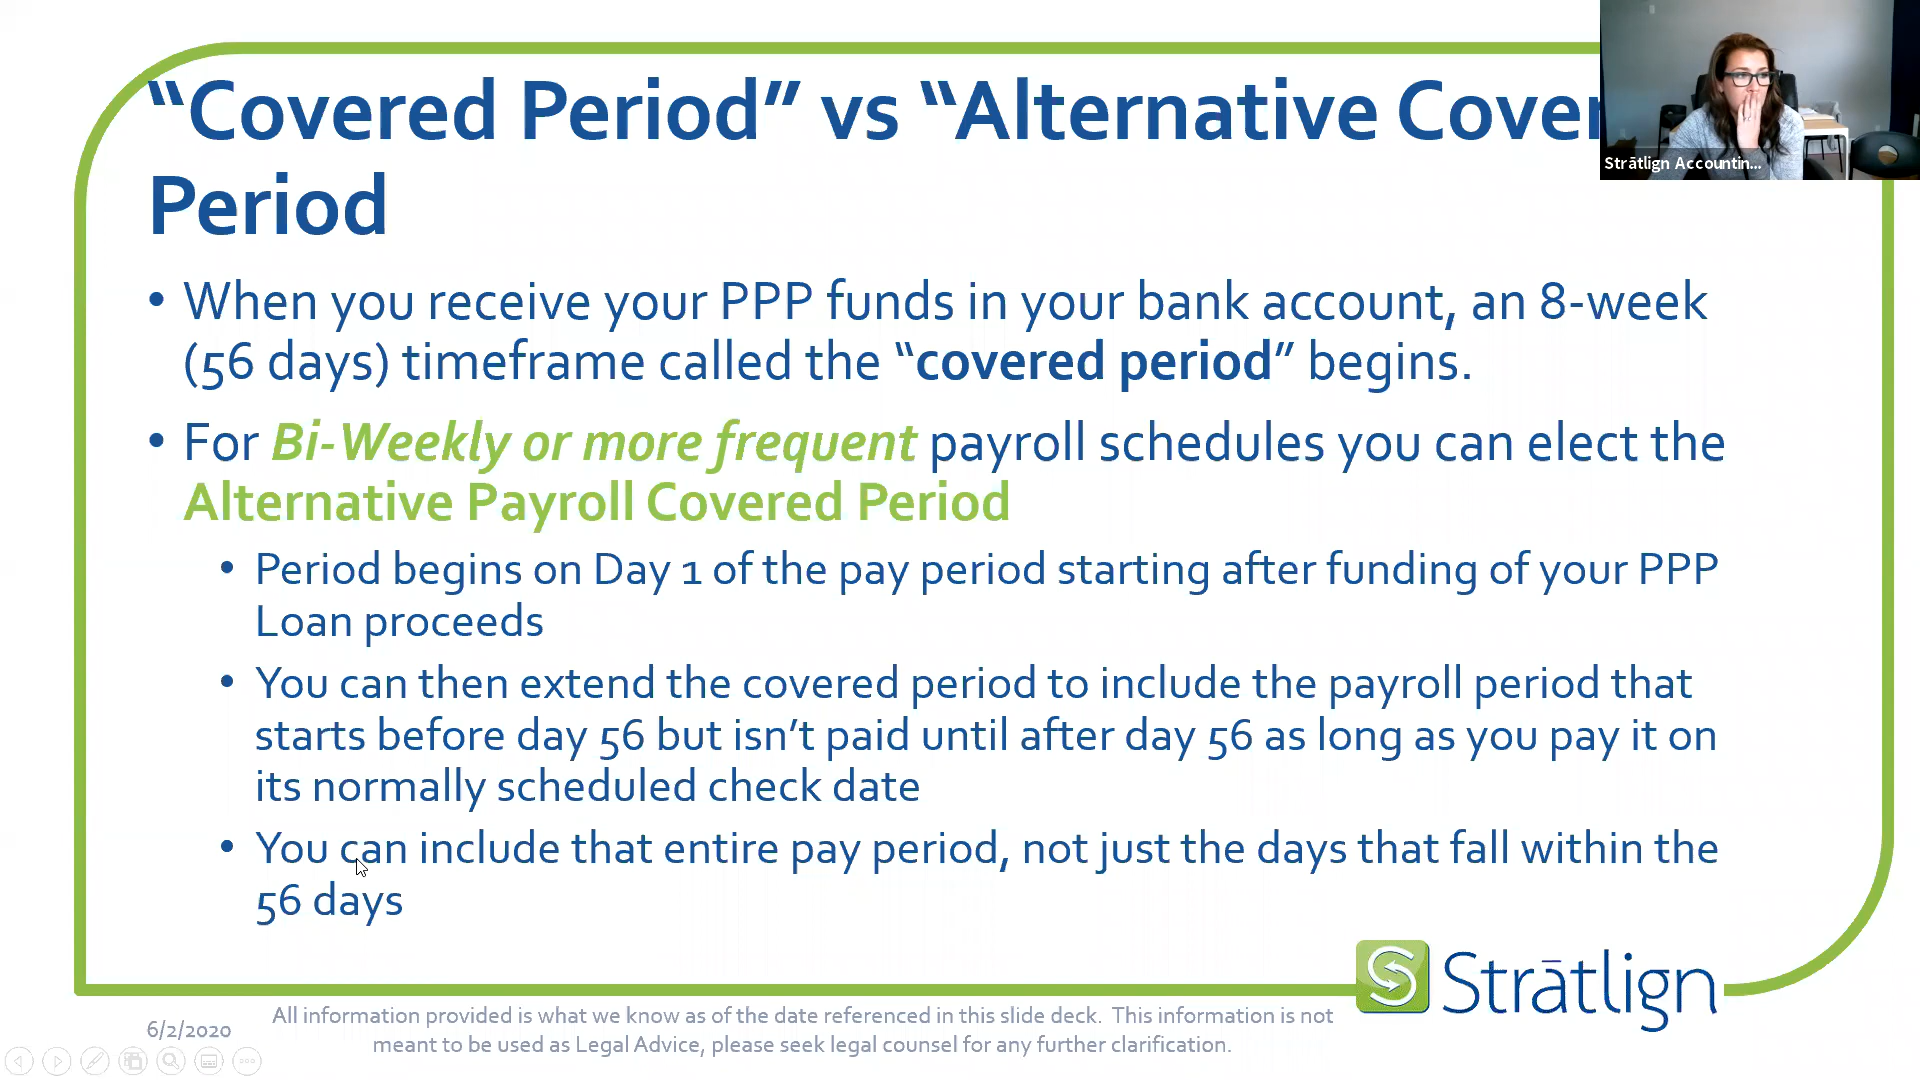 “Covered Period” vs “Alternative Cover
Period
• When you receive your PPP funds in your bank account, an 8-week
(56 days) timeframe called the “covered period” begins.
• For Bi-Weekly or more frequent payroll schedules you can elect the
Alternative Payroll Covered Period
• Period begins on Day 1 of the pay period starting after funding of your PPP
Loan proceeds
• You can then extend the covered period to include the payroll period that
starts before day 56 but isn’t paid until after day 56 as long as you pay it on
its normally scheduled check date
• You can include that entire pay period, not just the days that fall within the
56 days
Strātlign Accountin...
Strātlign
6/2/2020
All information provided is what we know as of the date referenced in this slide deck. This information is not
meant to be used as Legal Advice, please seek legal counsel for any further clarification.